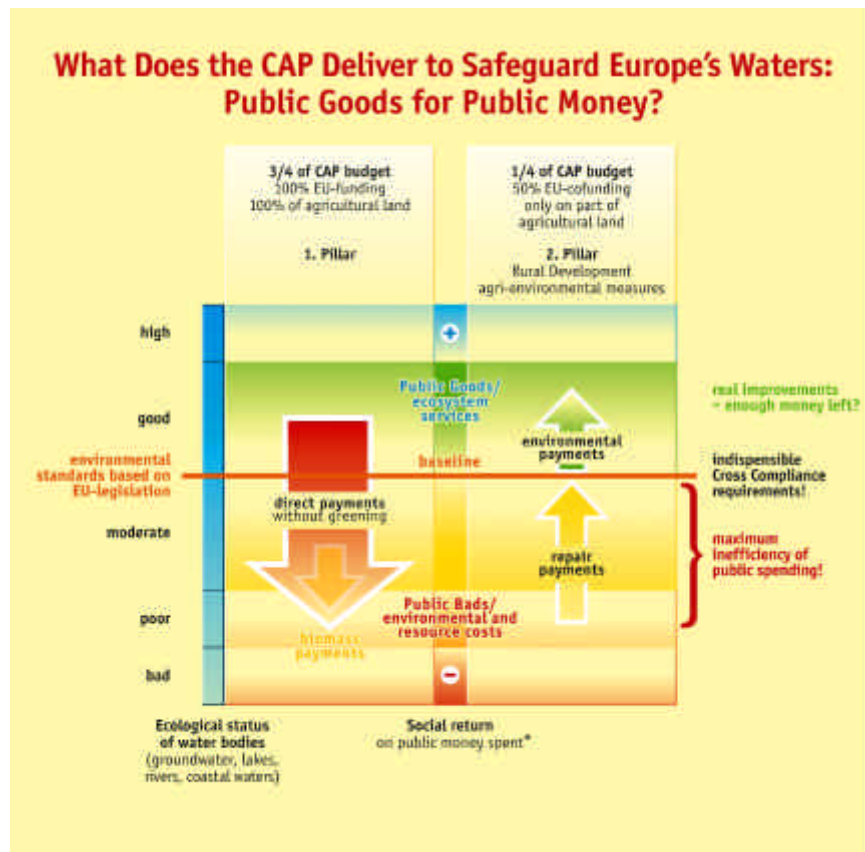 What Does the CAP Deliver to Safeguard Europe's Waters:
Public Goods for Public Money?
3/4 of CAP budget
100% EU-funding
100% of agricultural land
1. Pillar
1/4 of CAP budget
50% EU-cofunding
only on part of
agricultural land
2. Pillar
Rural Development
agri-environmental measures
high
+
good
Public Goods/
ecosystem
services
environmental
payments
real improvements
– enough money left?
environmental
standards based on
EU-legislation
baseline
indispensible
Cross Compliance
requirements!
direct payments
without greening
moderate
repair
payments
maximum
inefficiency of
public spending!
poor
Public Bads/
environmental and
resource costs
biomass
payments
bad
–
Ecological status
of water bodies
(groundwater, lakes,
rivers, coastal waters)
Social return
on public money spent*